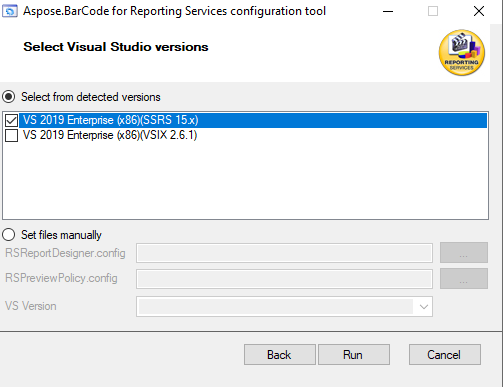 Aspose.BarCode for Reporting Services configuration tool
Select Visual Studio versions
REPORTING
SERVICES
Select from detected versions
VS 2019 Enterprise (x86)(SSRS 15.x)
VS 2019 Enterprise (x86)(VSIX 2.6.1)
Set files manually
RSReportDesigner.config
...
RSPreviewPolicy.config
...
VS Version
Back
Run
Cancel